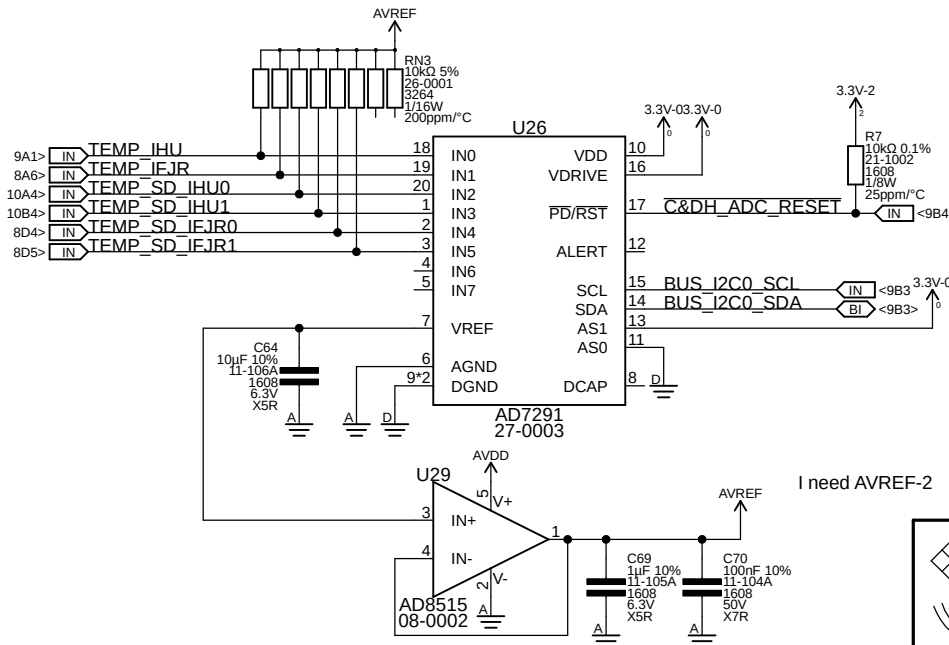 AVREF
RN3
10kΩ 5%
26-0001
3264
1/16W
200ppm/°C
U26
3.3V-0
0
3.3V-0
0
3.3V-2
2
R7
10kΩ 0.1%
21-1002
1608
1/8W
25ppm/°C
9A1> IN TEMP_IHU 18 IN0
8A6> IN TEMP_IFJR 19 IN1
10A4> IN TEMP_SD_IHU0 20 IN2
10B4> IN TEMP_SD_IHU1 1 IN3
8D4> IN TEMP_SD_IFJR0 2 IN4
8D5> IN TEMP_SD_IFJR1 3 IN5
4 IN6
5 IN7
7 VREF
6 AGND
9*2 DGND
VDD 10
VDRIVE 16
PD/RST 17 C&DH_ADC_RESET IN <9B4
ALERT 12
SCL 15 BUS_I2C0_SCL IN <9B3
SDA 14 BUS_I2C0_SDA BI <9B3>
AS1 13
3.3V-0
0
AS0 11
D
DCAP 8
AD7291
27-0003
C64
10µF 10%
11-106A
1608
6.3V
X5R
A
A
D
U29
AVDD
5 V+
3 IN+
4 IN-
1
2 V-
A
AD8515
08-0002
AVREF
C69
1µF 10%
11-105A
1608
6.3V
X5R
A
C70
100nF 10%
11-104A
1608
50V
X7R
A
I need AVREF-2